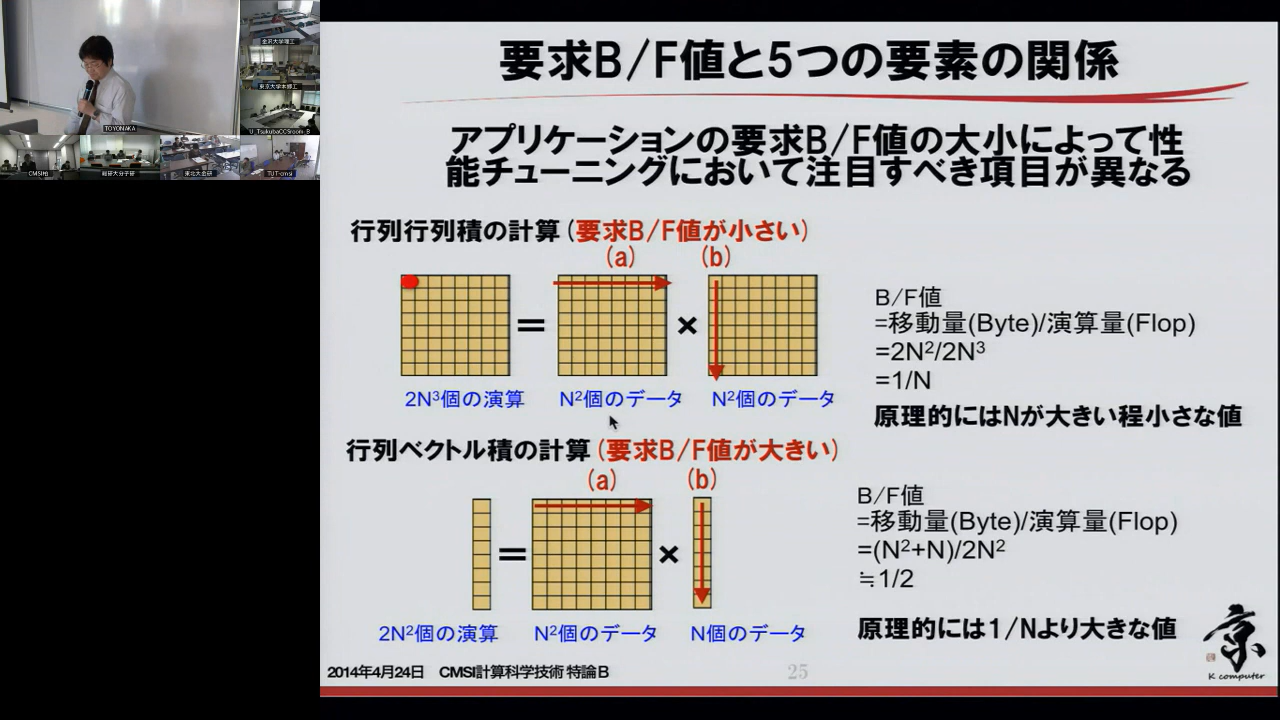 金沢大学理工
東京大学本郷工
TOYOMAKA
U_TsukubaCCSroom_B
CMSI柏
総研大分子研
東北大金研
TUT-cmsi
要求B/F値と5つの要素の関係
アプリケーションの要求B/F値の大小によって性
能チューニングにおいて注目すべき項目が異なる
行列行列積の計算(要求B/F値が小さい)
(a)
(b)
=
×
2N³個の演算
N²個のデータ
N²個のデータ
B/F値
=移動量(Byte)/演算量(Flop)
=2N²/2N³
=1/N
原理的にはNが大きい程小さな値
行列ベクトル積の計算(要求B/F値が大きい)
(a)
(b)
=
×
2N²個の演算
N²個のデータ
N個のデータ
B/F値
=移動量(Byte)/演算量(Flop)
=(N²+N)/2N²
≒1/2
原理的には1/Nより大きな値
京
K computer
2014年4月24日 CMSI計算科学技術 特論B
25